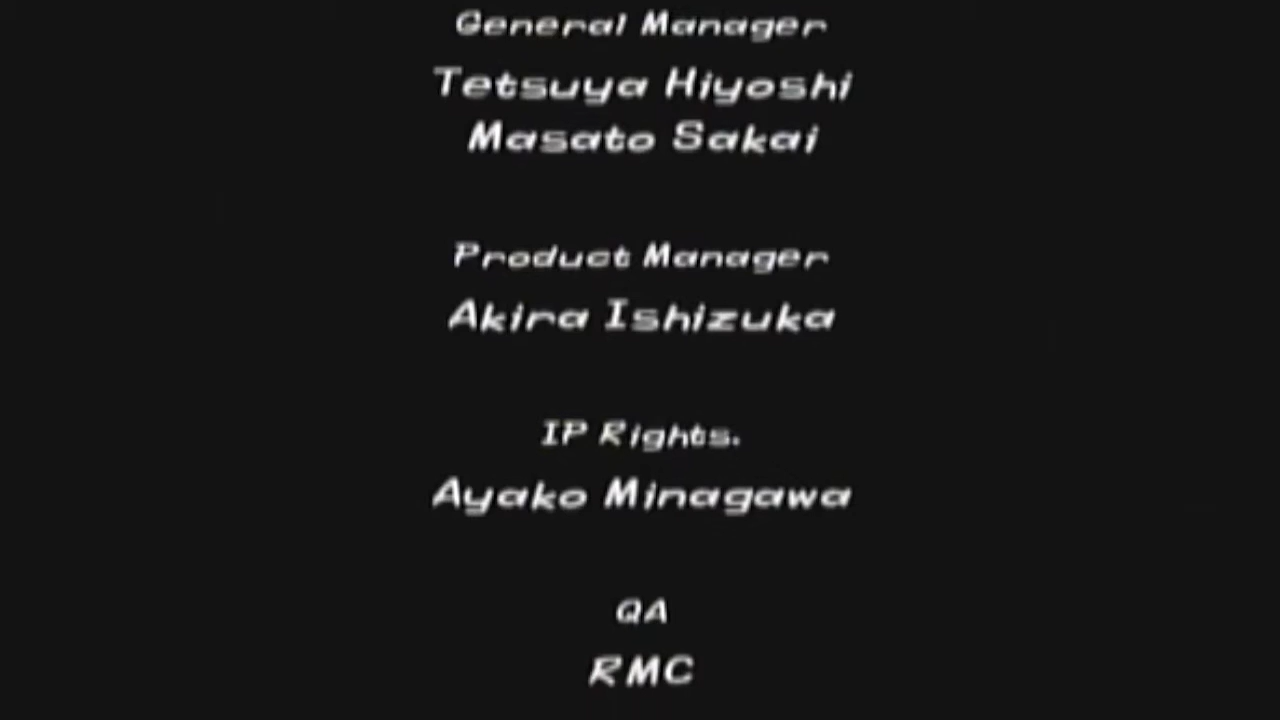 General Manager
Tetsuya Hiyoshi
Masato Sakai
Product Manager
Akira Ishizuka
IP Rights.
Ayako Minagawa
QA
RMC